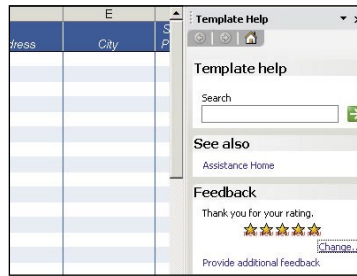 E
dress
City
S
P
Template Help
Template help
Search
See also
Assistance Home
Feedback
Thank you for your rating.
Change..
Provide additional feedback